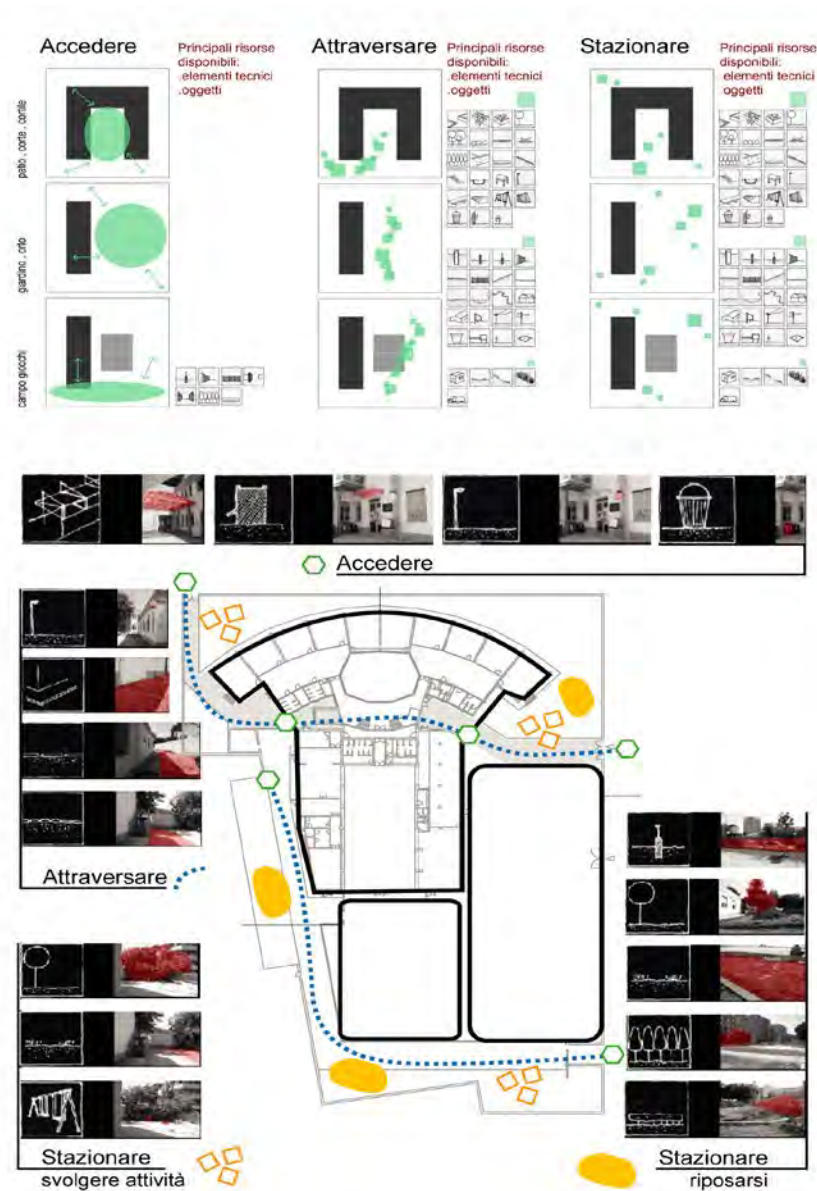 Accedere
Principali risorse
disponibili:
.elementi tecnici
.oggetti
Attraversare
Principali risorse
disponibili:
.elementi tecnici
.oggetti
Stazionare
Principali risorse
disponibili:
.elementi tecnici
.oggetti
patio . corte . cortile
giardino . orto
campo giochi
Accedere
Attraversare
Stazionare
svolgere attività
Stazionare
riposarsi